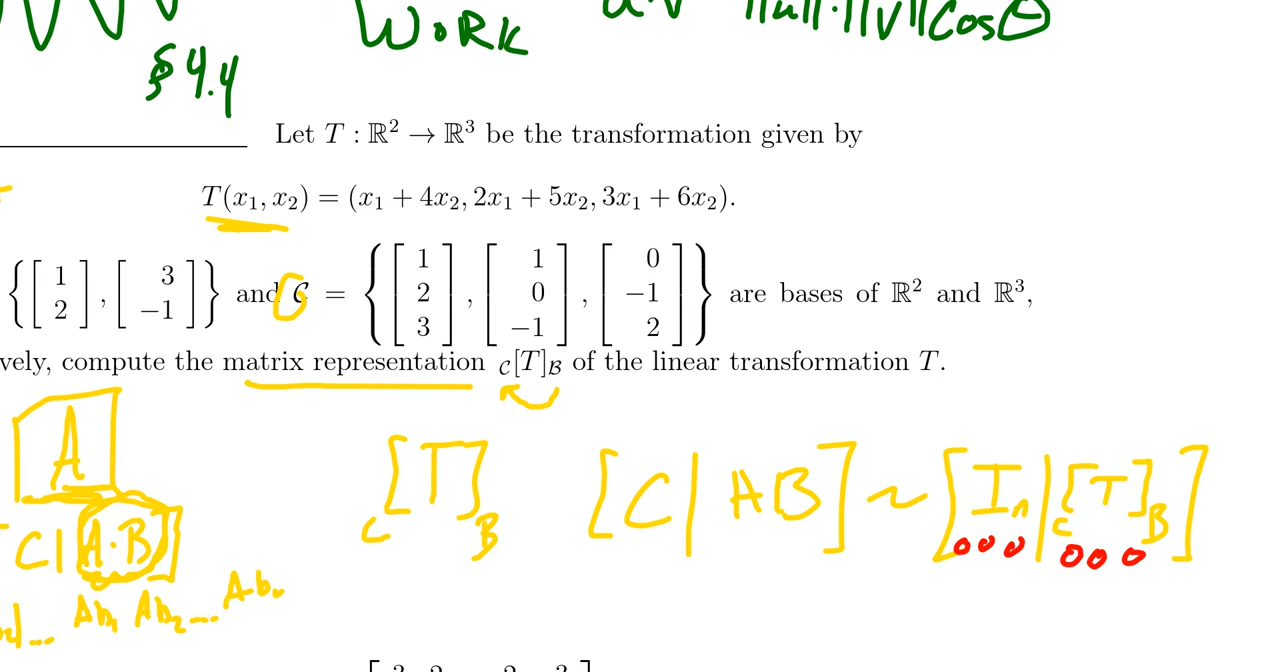 WORK u·v ||u||·||v||cosθ
§4.4
Let T : ℝ² → ℝ³ be the transformation given by
T(x₁, x₂) = (x₁ + 4x₂, 2x₁ + 5x₂, 3x₁ + 6x₂).
{[1 2], [3 −1]} and 𝒞 = {[1 2 3], [1 0 −1], [0 −1 2]} are bases of ℝ² and ℝ³,
vely, compute the matrix representation 𝒞[T]ℬ of the linear transformation T.
A
C[T]B [C|AB] ~ [Iₙ|C[T]B]
C|A·B]
Ab₁ Ab₂ ...